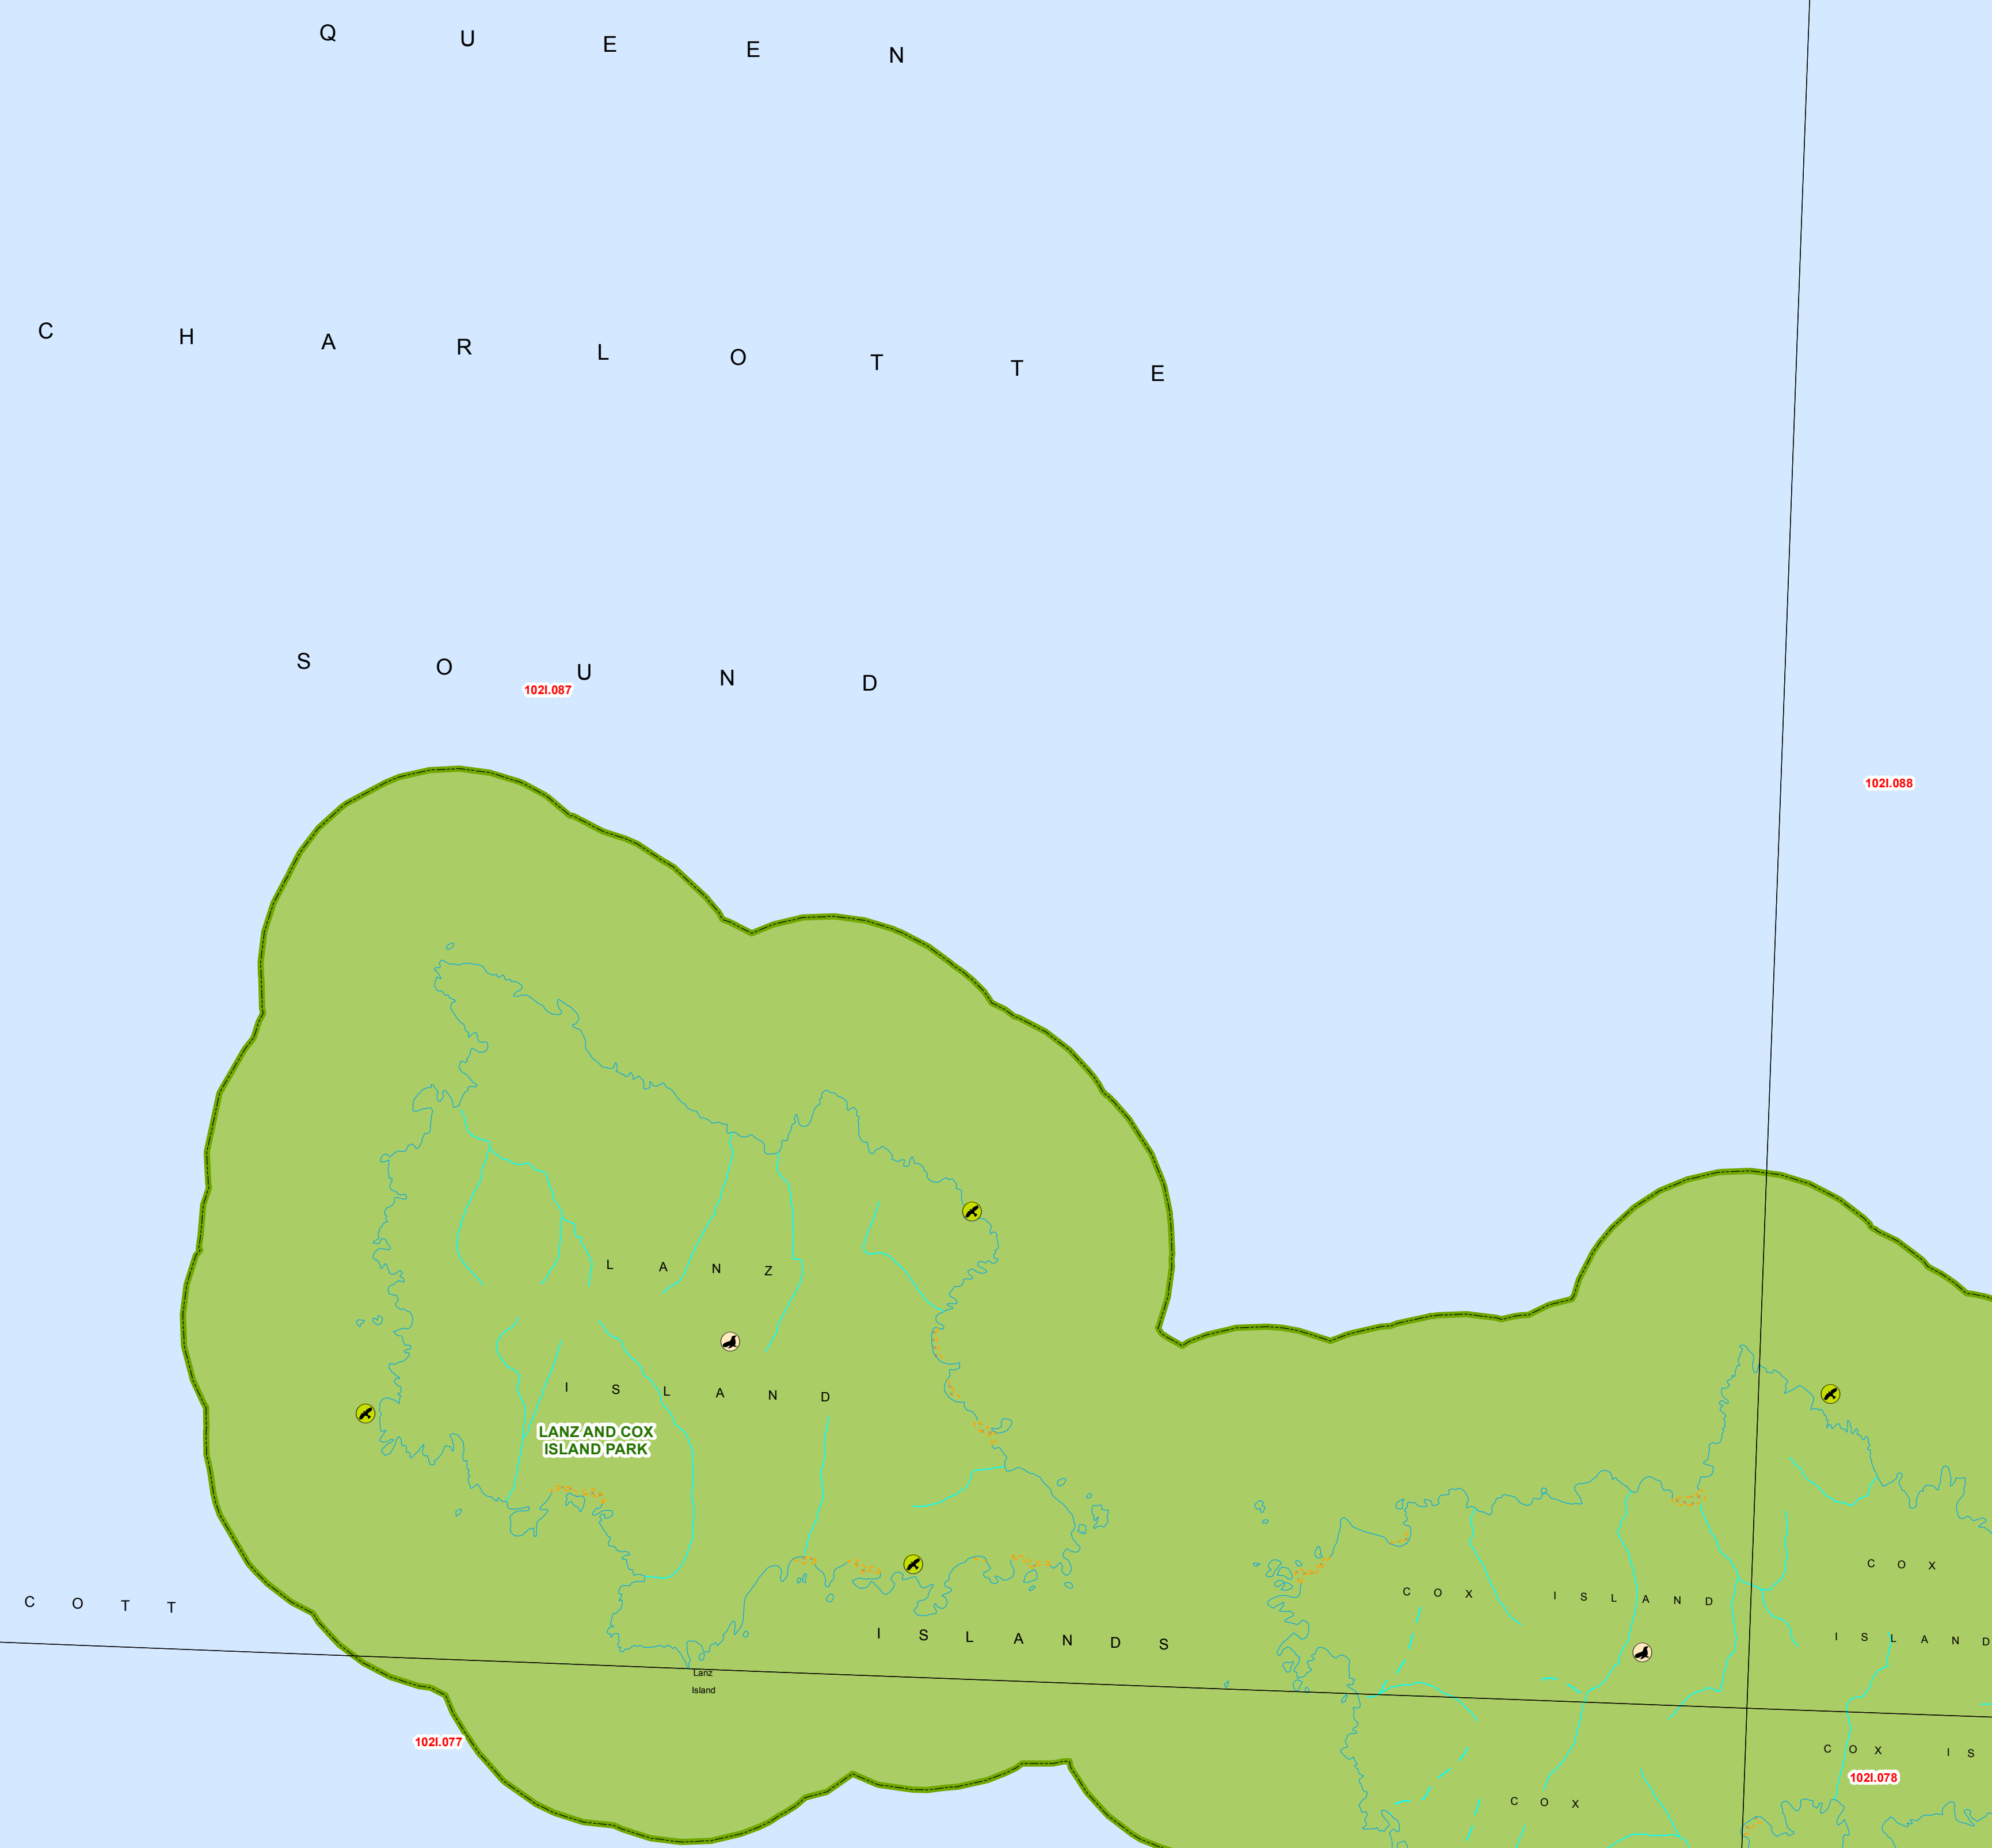 QUEEN
CHARLOTTE
SOUND
102I.087
102I.088
LANZ
ISLAND
LANZ AND COX
ISLAND PARK
COX
COX ISLAND
COTT
ISLANDS
ISLAND
Lanz
Island
102I.077
COX IS
102I.078
COX